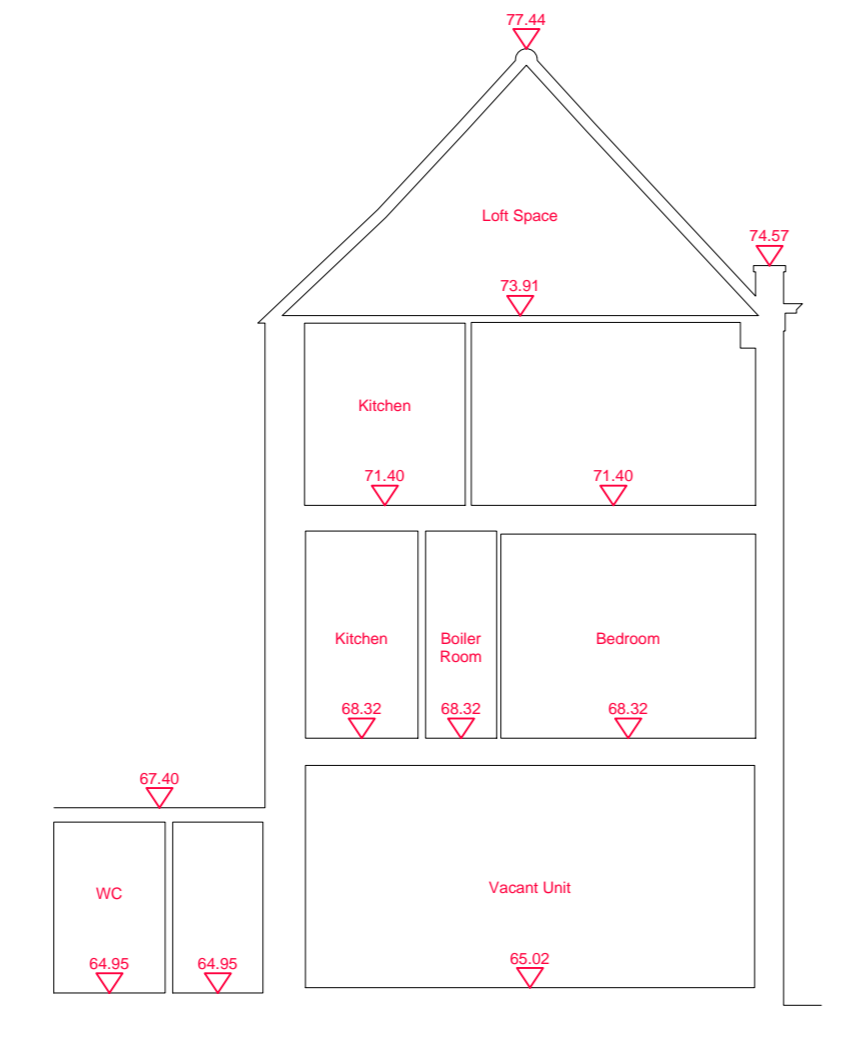 77.44
Loft Space
74.57
73.91
Kitchen
71.40
71.40
Kitchen
Boiler
Room
Bedroom
68.32
68.32
68.32
67.40
WC
Vacant Unit
64.95
64.95
65.02